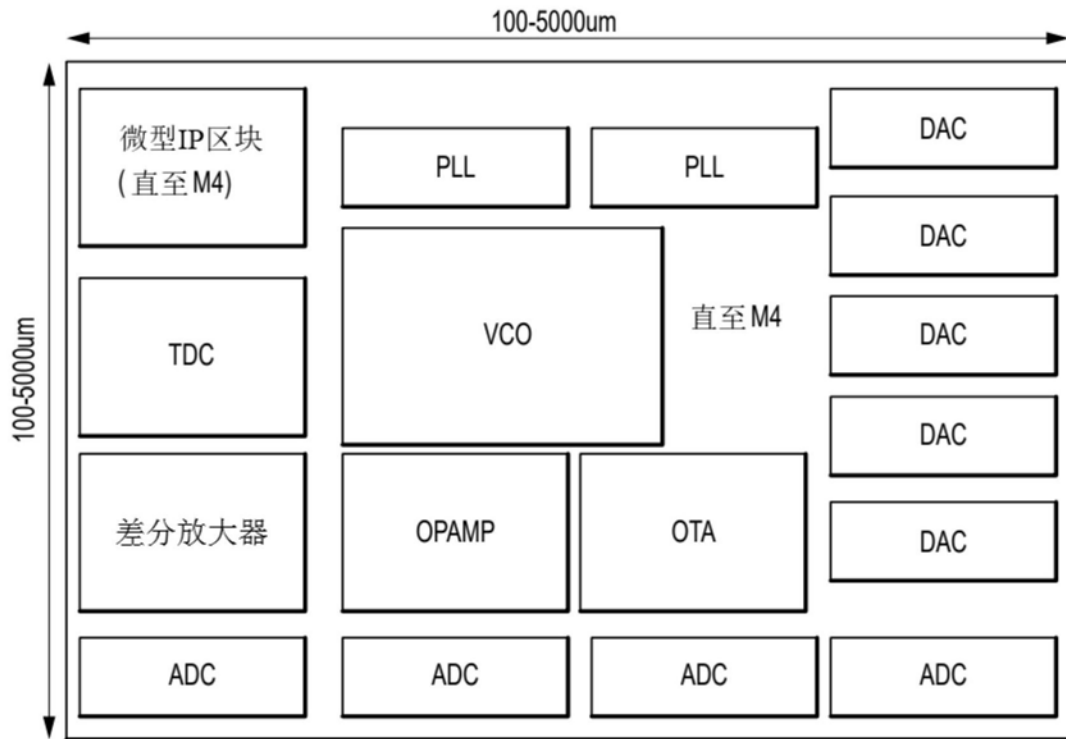 100-5000um
100-5000um
微型IP区块
(直至M4)
PLL
PLL
DAC
DAC
TDC
VCO
直至M4
DAC
DAC
差分放大器
OPAMP
OTA
DAC
ADC
ADC
ADC
ADC